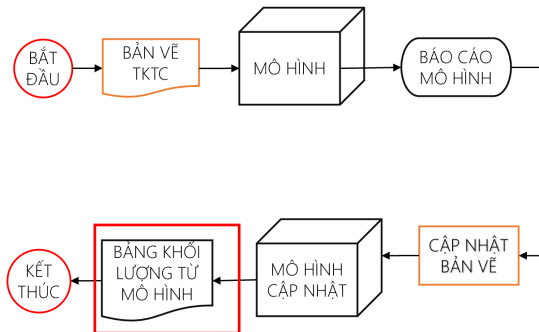 BẮT
ĐẦU
BẢN VẼ
TKTC
MÔ HÌNH
BÁO CÁO
MÔ HÌNH
CẬP NHẬT
BẢN VẼ
MÔ HÌNH
CẬP NHẬT
BẢNG KHỐI
LƯỢNG TỪ
MÔ HÌNH
KẾT
THÚC